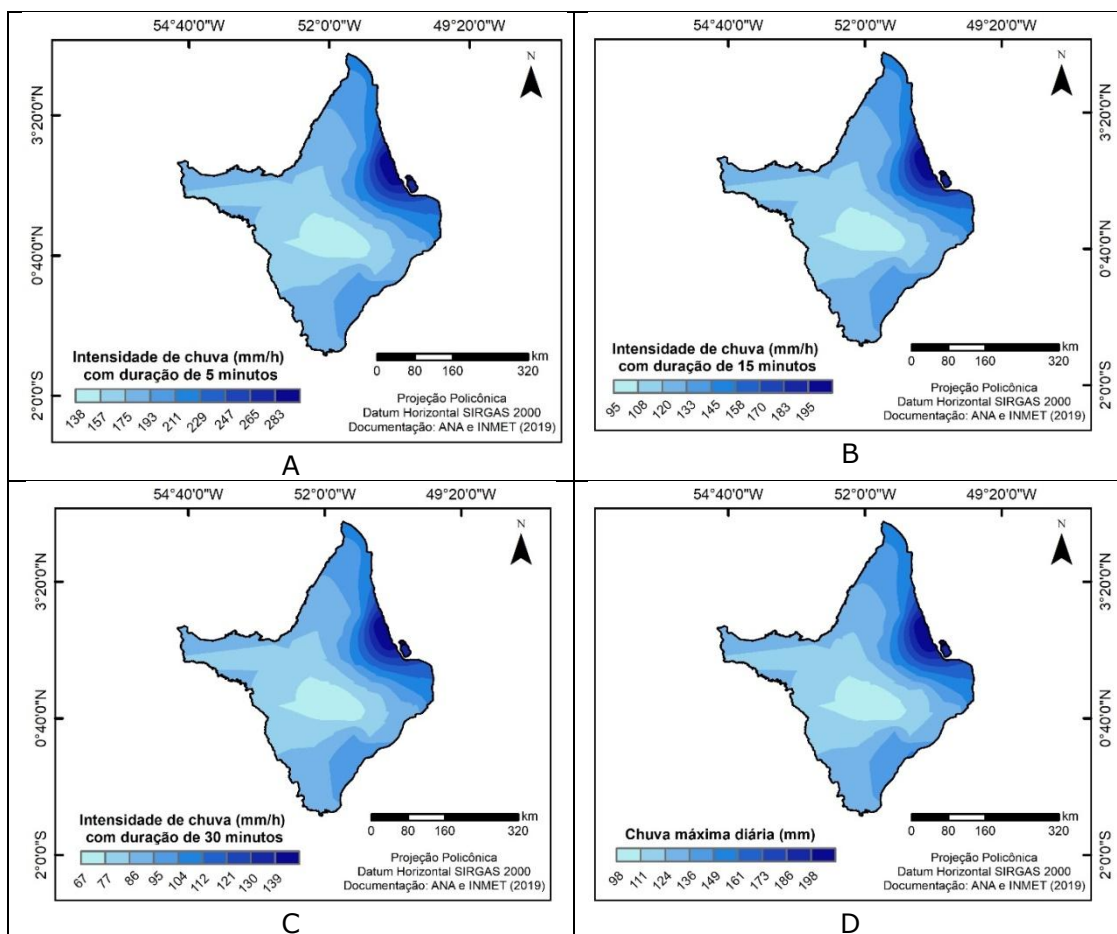 54°40'0"W 52°0'0"W 49°20'0"W
N
3°20'0"N
0°40'0"N
2°0'0"S
Intensidade de chuva (mm/h)
com duração de 5 minutos
138 157 175 193 211 229 247 265 283
km
0 80 160 320
Projeção Policônica
Datum Horizontal SIRGAS 2000
Documentação: ANA e INMET (2019)
A
54°40'0"W 52°0'0"W 49°20'0"W
N
3°20'0"N
0°40'0"N
2°0'0"S
Intensidade de chuva (mm/h)
com duração de 15 minutos
95 108 120 133 145 158 170 183 195
km
0 80 160 320
Projeção Policônica
Datum Horizontal SIRGAS 2000
Documentação: ANA e INMET (2019)
B
54°40'0"W 52°0'0"W 49°20'0"W
N
3°20'0"N
0°40'0"N
2°0'0"S
Intensidade de chuva (mm/h)
com duração de 30 minutos
67 77 86 95 104 112 121 130 139
km
0 80 160 320
Projeção Policônica
Datum Horizontal SIRGAS 2000
Documentação: ANA e INMET (2019)
C
54°40'0"W 52°0'0"W 49°20'0"W
N
3°20'0"N
0°40'0"N
2°0'0"S
Chuva máxima diária (mm)
98 111 124 136 149 161 173 186 198
km
0 80 160 320
Projeção Policônica
Datum Horizontal SIRGAS 2000
Documentação: ANA e INMET (2019)
D